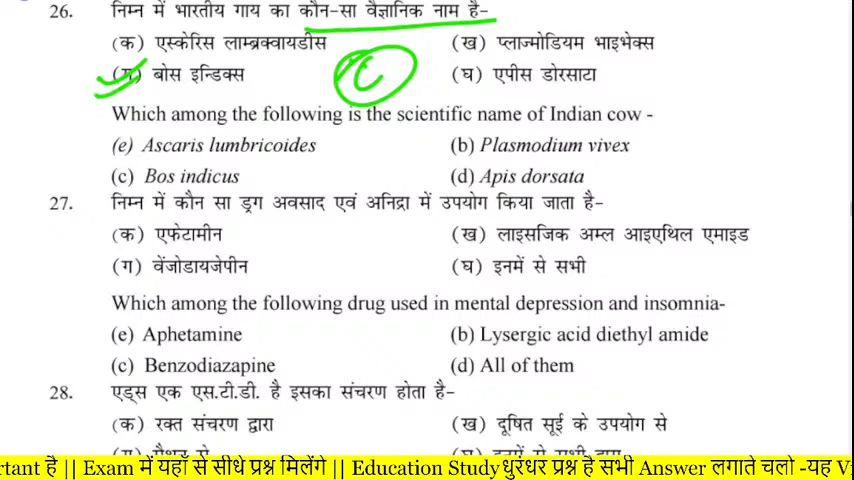 26. निम्न में भारतीय गाय का कौन-सा वैज्ञानिक नाम है-
(क) एस्केरिस लाम्ब्रक्वायडीस (ख) प्लाज्मोडियम भाइभेक्स
(ग) बोस इन्डिक्स (घ) एपीस डोरसाटा
C
Which among the following is the scientific name of Indian cow -
(e) Ascaris lumbricoides (b) Plasmodium vivex
(c) Bos indicus (d) Apis dorsata
27. निम्न में कौन सा ड्रग अवसाद एवं अनिद्रा में उपयोग किया जाता है-
(क) एफेटामीन (ख) लाइसजिक अम्ल आइएथिल एमाइड
(ग) वेंजोडायजेपीन (घ) इनमें से सभी
Which among the following drug used in mental depression and insomnia-
(e) Aphetamine (b) Lysergic acid diethyl amide
(c) Benzodiazapine (d) All of them
28. एड्स एक एस.टी.डी. है इसका संचरण होता है-
(क) रक्त संचरण द्वारा (ख) दूषित सूई के उपयोग से
rtant है || Exam में यहाँ से सीधे प्रश्न मिलेंगे || Education Study धुरंधर प्रश्न है सभी Answer लगाते चलो -यह V